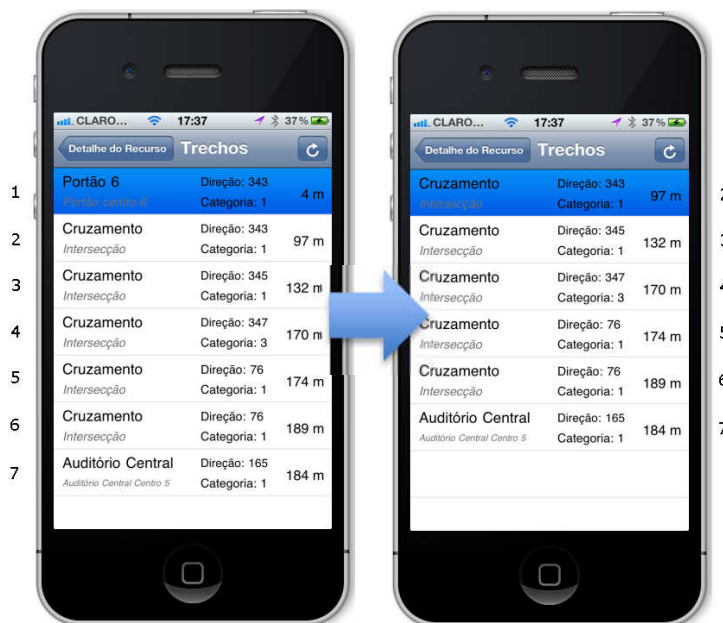 CLARO... 17:37 37%
Detalhe do Recurso Trechos
1 Portão 6 Direção: 343 4 m
Portão centro 6 Categoria: 1
2 Cruzamento Direção: 343 97 m
Intersecção Categoria: 1
3 Cruzamento Direção: 345 132 m
Intersecção Categoria: 1
4 Cruzamento Direção: 347 170 m
Intersecção Categoria: 3
5 Cruzamento Direção: 76 174 m
Intersecção Categoria: 1
6 Cruzamento Direção: 76 189 m
Intersecção Categoria: 1
7 Auditório Central Direção: 165 184 m
Auditório Central Centro 5 Categoria: 1
CLARO... 17:37 37%
Detalhe do Recurso Trechos
Cruzamento Direção: 343 97 m
Intersecção Categoria: 1
Cruzamento Direção: 345 132 m
Intersecção Categoria: 1
Cruzamento Direção: 347 170 m
Intersecção Categoria: 3
Cruzamento Direção: 76 174 m
Intersecção Categoria: 1
Cruzamento Direção: 76 189 m
Intersecção Categoria: 1
Auditório Central Direção: 165 184 m
Auditório Central Centro 5 Categoria: 1